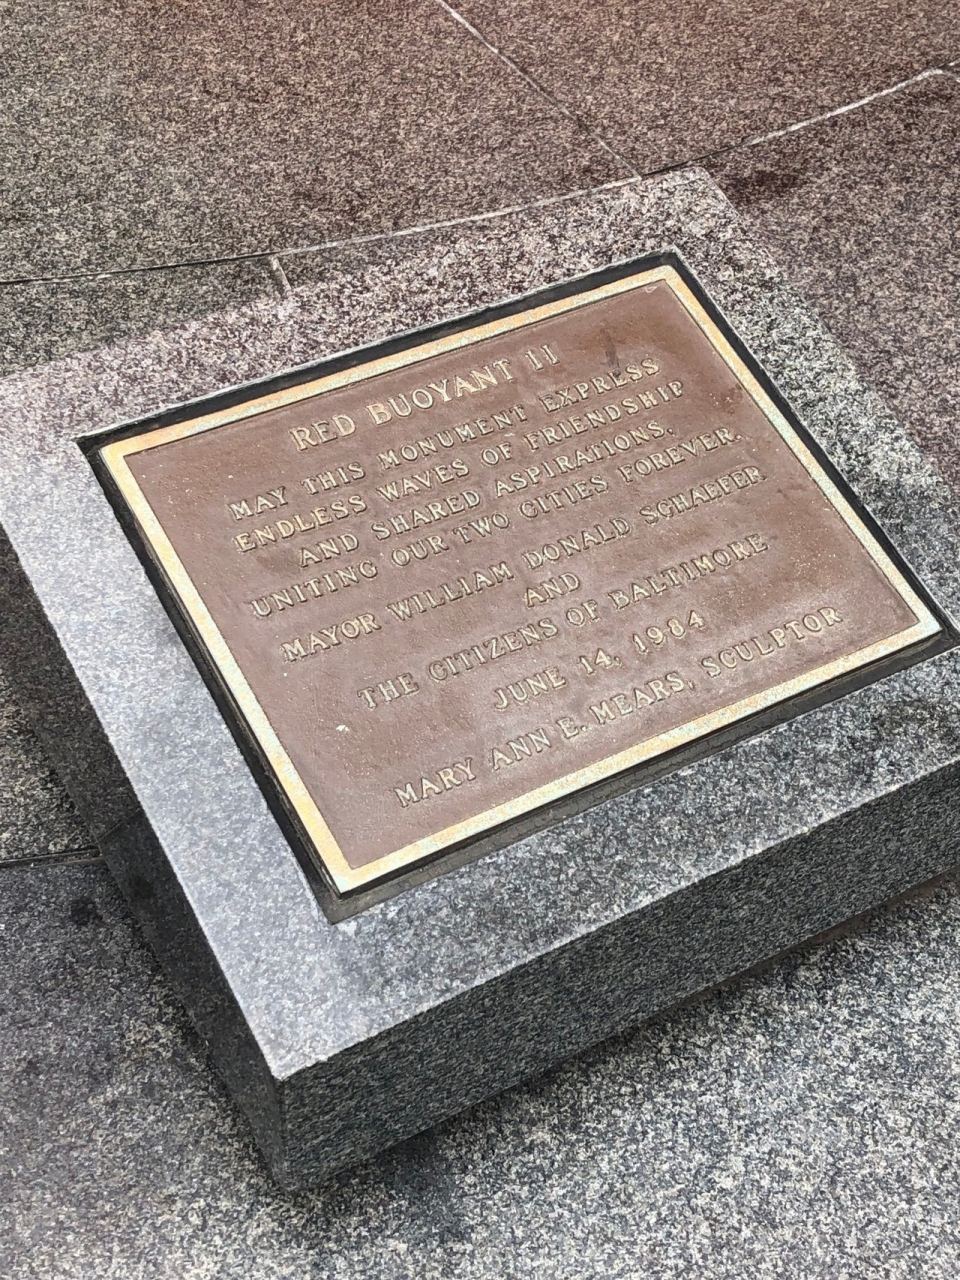 RED BUOYANT II
MAY THIS MONUMENT EXPRESS
ENDLESS WAVES OF FRIENDSHIP
AND SHARED ASPIRATIONS,
UNITING OUR TWO CITIES FOREVER.
MAYOR WILLIAM DONALD SCHAEFER
AND
THE CITIZENS OF BALTIMORE
JUNE 14, 1984
MARY ANN E. MEARS, SCULPTOR